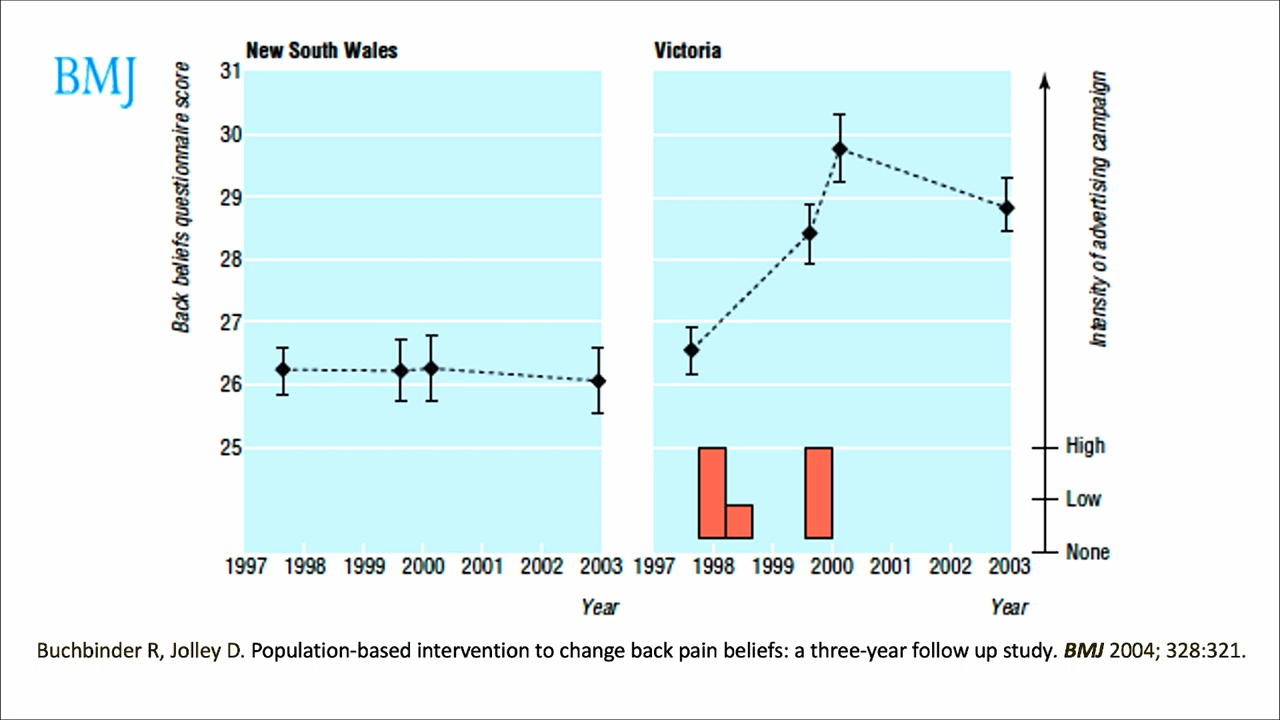 BMJ
New South Wales
Victoria
Back beliefs questionnaire score
31
30
29
28
27
26
25
Intensity of advertising campaign
High
Low
None
1997 1998 1999 2000 2001 2002 2003
Year
1997 1998 1999 2000 2001 2002 2003
Year
Buchbinder R, Jolley D. Population-based intervention to change back pain beliefs: a three-year follow up study. BMJ 2004; 328:321.